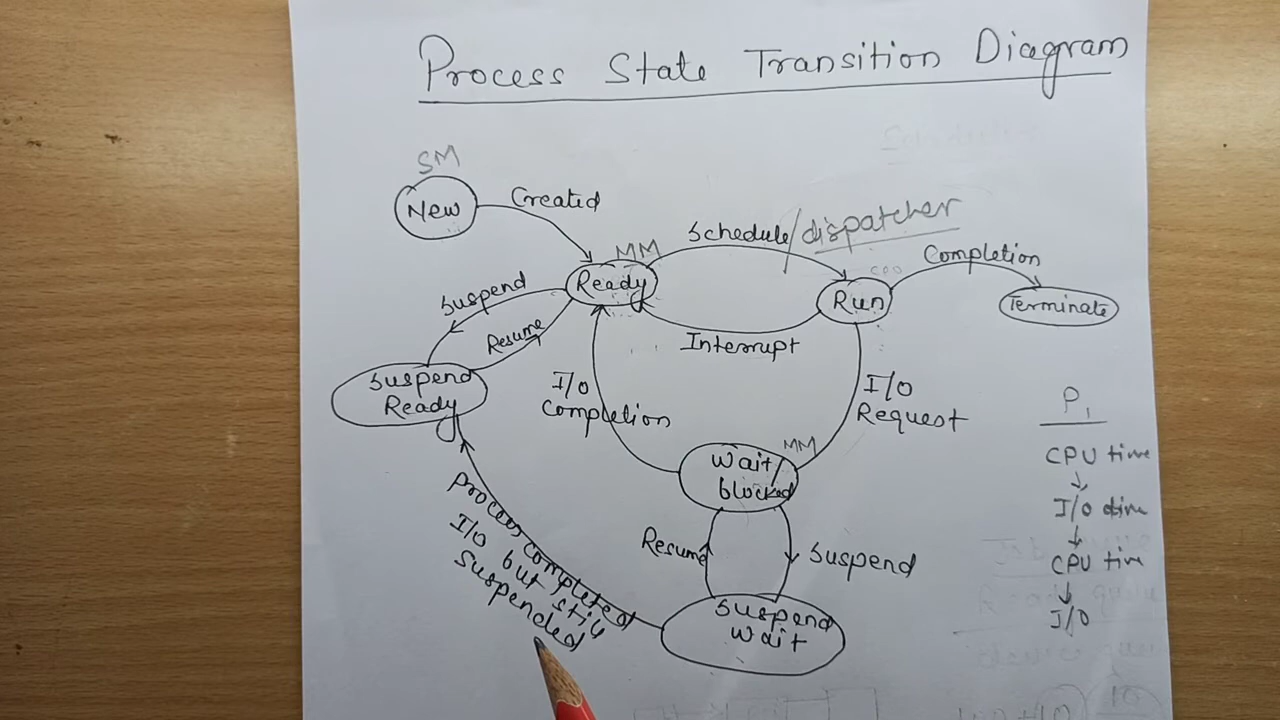 Process State Transition Diagram
SM
New
Created
MM
Ready
Schedule/dispatcher
Run
Completion
Terminate
Suspend
Resume
Interrupt
Suspend
Ready
I/O
Completion
I/O
Request
MM
Wait/
blocked
Resume
Suspend
Suspend
Wait
Process completed
I/O but still
Suspended
P1
CPU time
I/O time
CPU time
I/O